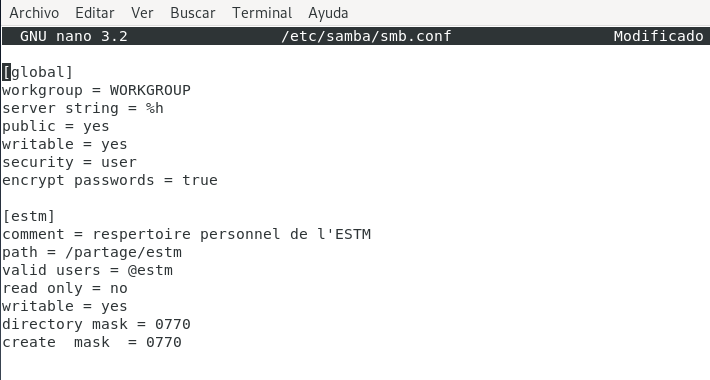 Archivo Editar Ver Buscar Terminal Ayuda
GNU nano 3.2 /etc/samba/smb.conf Modificado
[global]
workgroup = WORKGROUP
server string = %h
public = yes
writable = yes
security = user
encrypt passwords = true
[estm]
comment = respertoire personnel de l'ESTM
path = /partage/estm
valid users = @estm
read only = no
writable = yes
directory mask = 0770
create  mask  = 0770